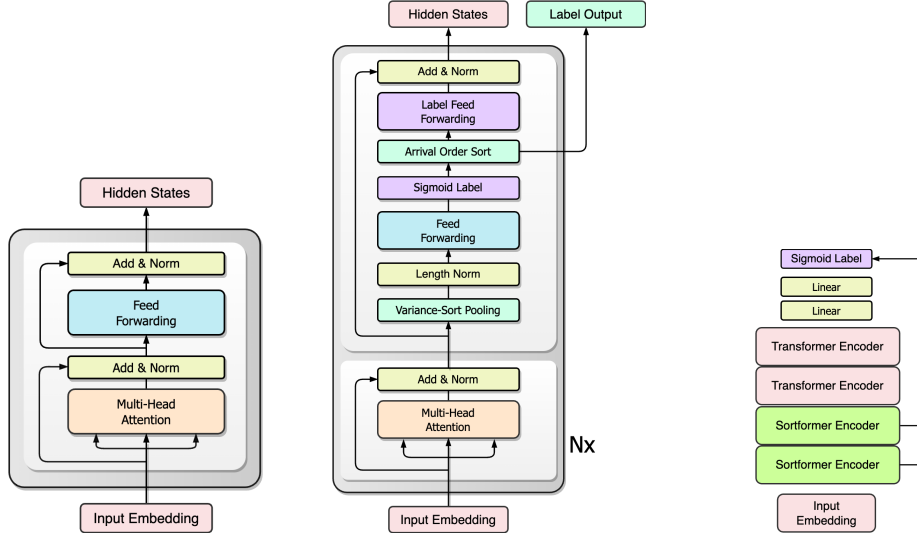 Hidden States
Add & Norm
Feed
Forwarding
Add & Norm
Multi-Head
Attention
Input Embedding
Hidden States
Label Output
Add & Norm
Label Feed
Forwarding
Arrival Order Sort
Sigmoid Label
Feed
Forwarding
Length Norm
Variance-Sort Pooling
Add & Norm
Multi-Head
Attention
Nx
Input Embedding
Sigmoid Label
Linear
Linear
Transformer Encoder
Transformer Encoder
Sortformer Encoder
Sortformer Encoder
Input
Embedding